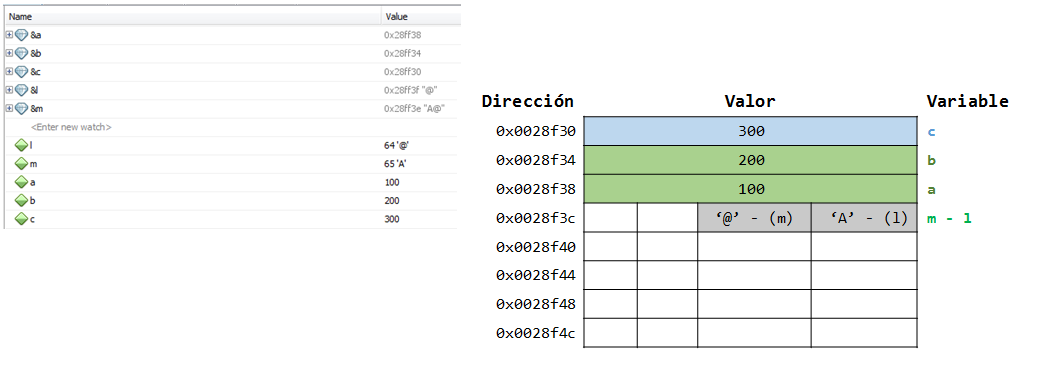 Name Value
&a 0x28ff38
&b 0x28ff34
&c 0x28ff30
&l 0x28ff3f "@"
&m 0x28ff3e "A@"
<Enter new watch>
l 64 '@'
m 65 'A'
a 100
b 200
c 300
Dirección Valor Variable
0x0028f30 300 c
0x0028f34 200 b
0x0028f38 100 a
0x0028f3c ‘@’ - (m) ‘A’ - (l) m - l
0x0028f40
0x0028f44
0x0028f48
0x0028f4c